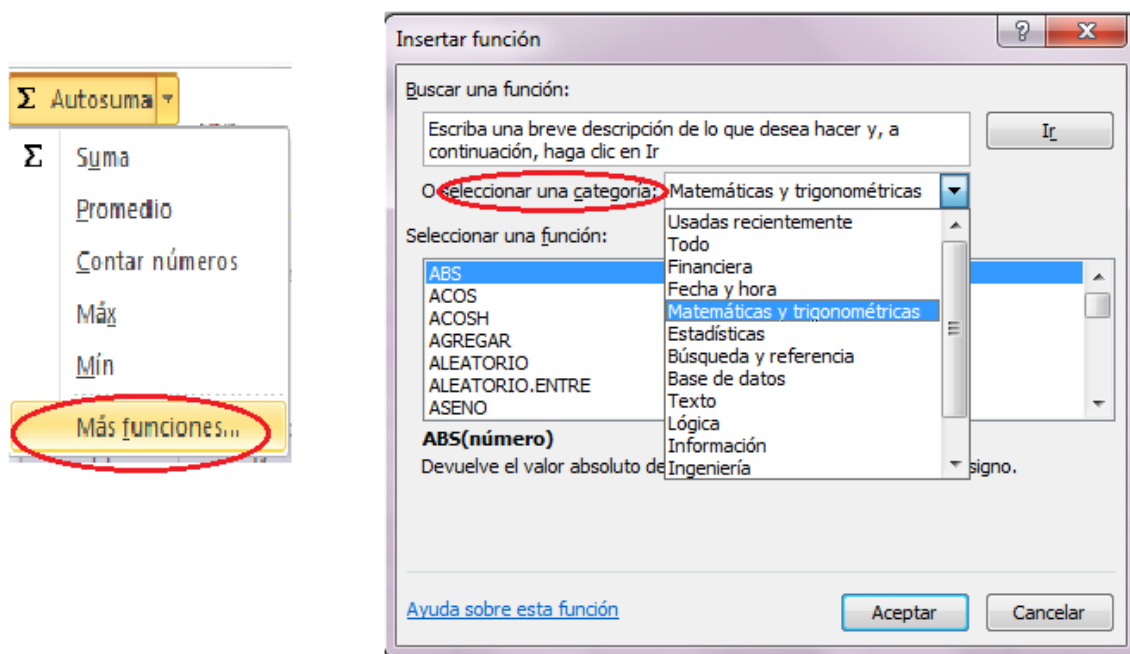 Σ Autosuma
Σ Suma
Promedio
Contar números
Máx
Mín
Más funciones...
Insertar función
Buscar una función:
Escriba una breve descripción de lo que desea hacer y, a
continuación, haga clic en Ir
Ir
O seleccionar una categoría:
Matemáticas y trigonométricas
Usadas recientemente
Todo
Financiera
Fecha y hora
Matemáticas y trigonométricas
Estadísticas
Búsqueda y referencia
Base de datos
Texto
Lógica
Información
Ingeniería
Seleccionar una función:
ABS
ACOS
ACOSH
AGREGAR
ALEATORIO
ALEATORIO.ENTRE
ASENO
ABS(número)
Devuelve el valor absoluto de signo.
Ayuda sobre esta función
Aceptar
Cancelar